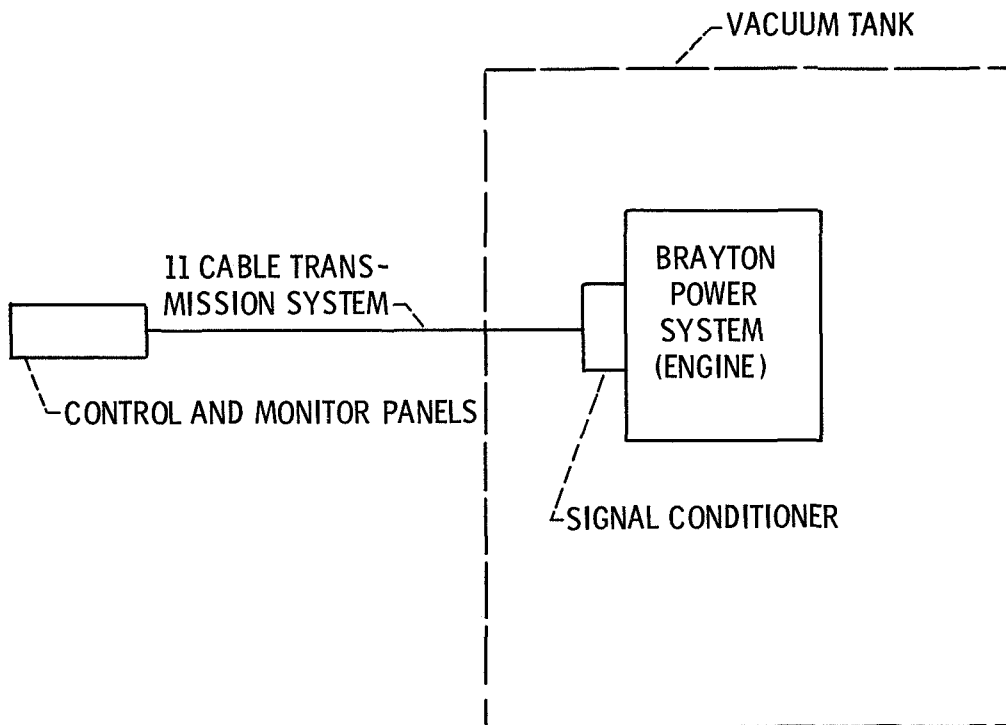 VACUUM TANK
11 CABLE TRANS-
MISSION SYSTEM
BRAYTON
POWER
SYSTEM
(ENGINE)
CONTROL AND MONITOR PANELS
SIGNAL CONDITIONER